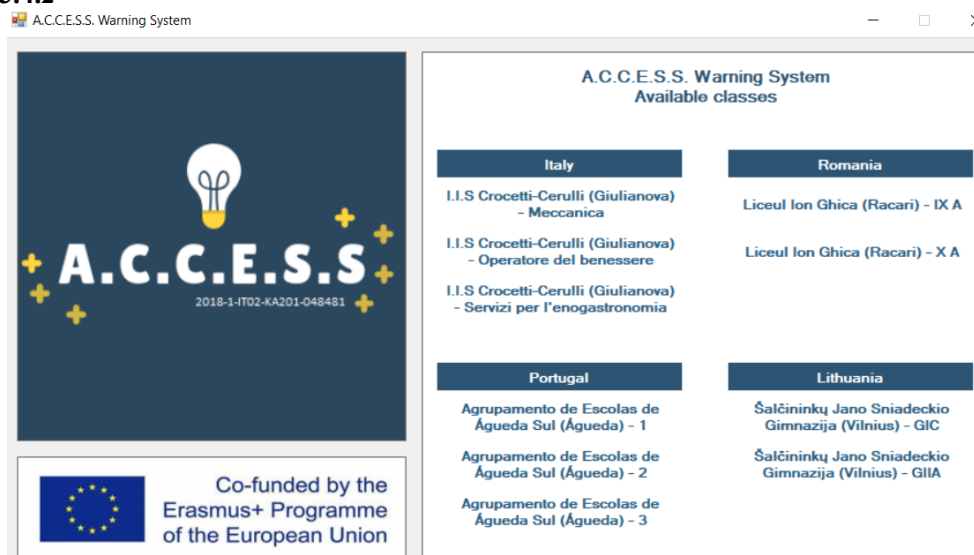 A.C.C.E.S.S. Warning System
A.C.C.E.S.S
2018-1-IT02-KA201-048481
Co-funded by the
Erasmus+ Programme
of the European Union
A.C.C.E.S.S. Warning System
Available classes
Italy
I.I.S Crocetti-Cerulli (Giulianova)
- Meccanica
I.I.S Crocetti-Cerulli (Giulianova)
- Operatore del benessere
I.I.S Crocetti-Cerulli (Giulianova)
- Servizi per l'enogastronomia
Romania
Liceul Ion Ghica (Racari) - IX A
Liceul Ion Ghica (Racari) - X A
Portugal
Agrupamento de Escolas de
Águeda Sul (Águeda) - 1
Agrupamento de Escolas de
Águeda Sul (Águeda) - 2
Agrupamento de Escolas de
Águeda Sul (Águeda) - 3
Lithuania
Šalčininkų Jano Sniadeckio
Gimnazija (Vilnius) - GIC
Šalčininkų Jano Sniadeckio
Gimnazija (Vilnius) - GIIA